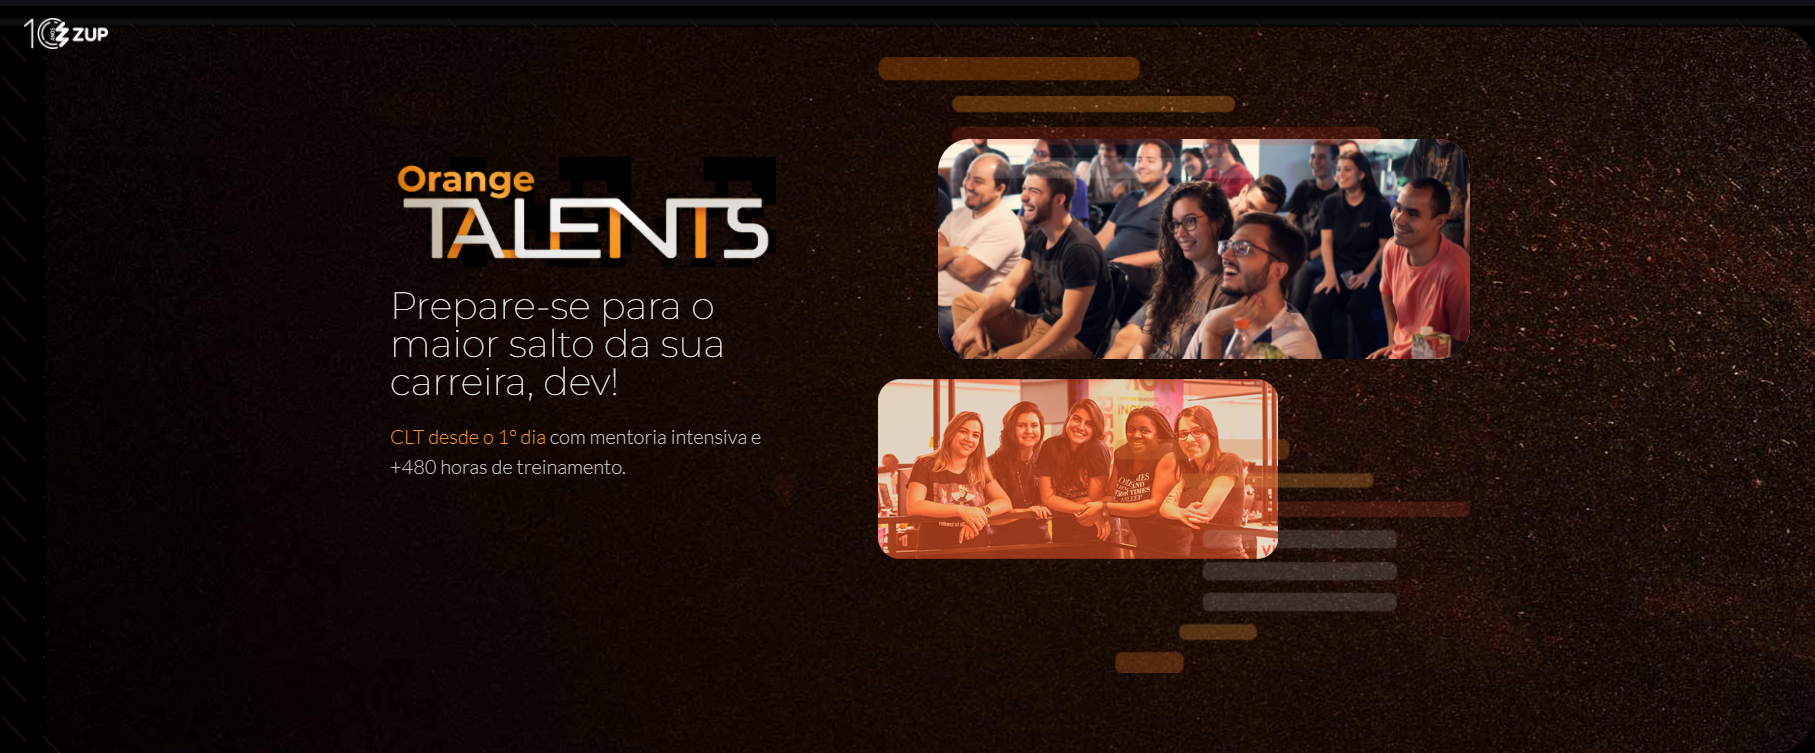 10 ANOS ZUP
Orange
TALENTS
Prepare-se para o
maior salto da sua
carreira, dev!
CLT desde o 1º dia com mentoria intensiva e
+480 horas de treinamento.